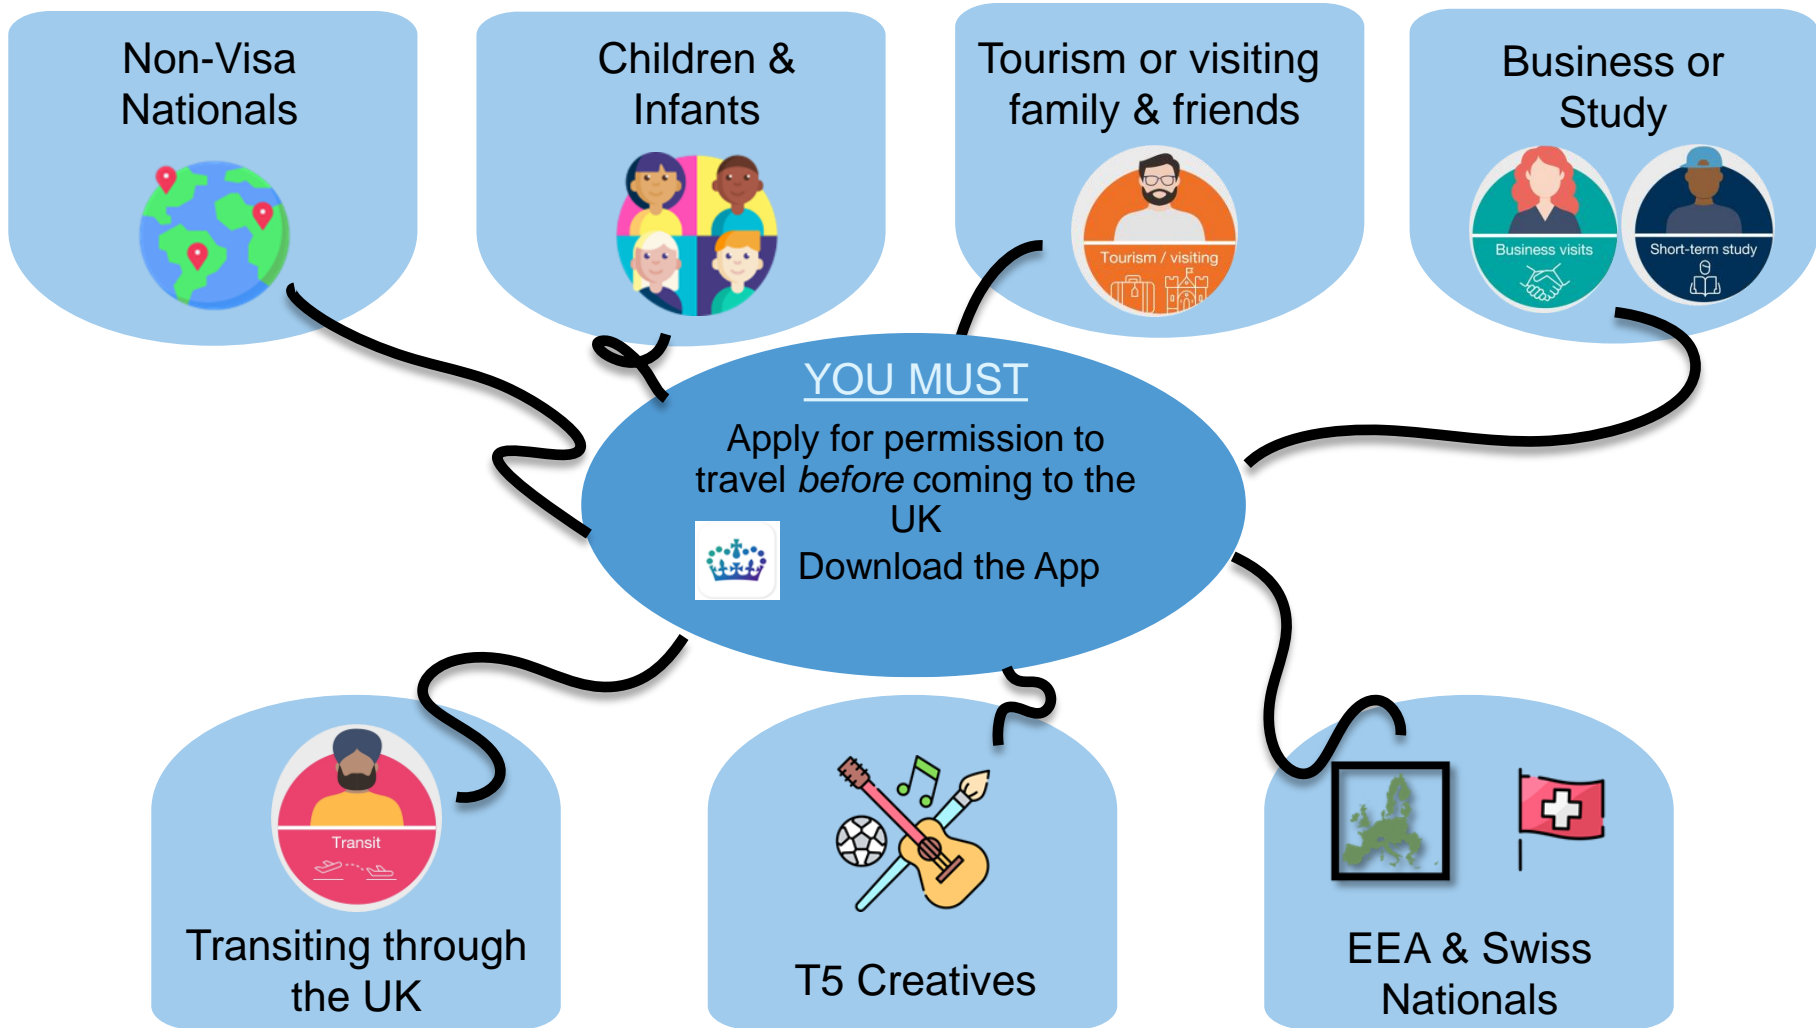 Non-Visa
Nationals
Children &
Infants
Tourism or visiting
family & friends
Tourism / visiting
Business or
Study
Business visits
Short-term study
YOU MUST
Apply for permission to
travel before coming to the
UK
Download the App
Transit
Transiting through
the UK
T5 Creatives
EEA & Swiss
Nationals